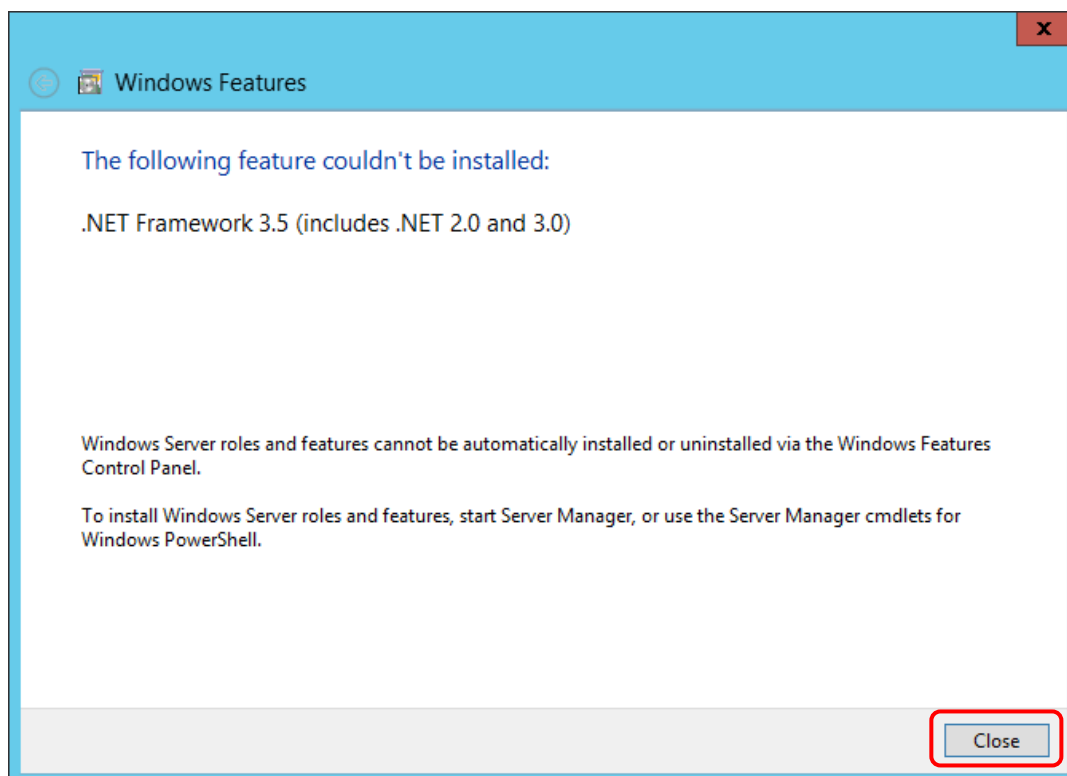 x
Windows Features
The following feature couldn't be installed:
.NET Framework 3.5 (includes .NET 2.0 and 3.0)
Windows Server roles and features cannot be automatically installed or uninstalled via the Windows Features
Control Panel.
To install Windows Server roles and features, start Server Manager, or use the Server Manager cmdlets for
Windows PowerShell.
Close